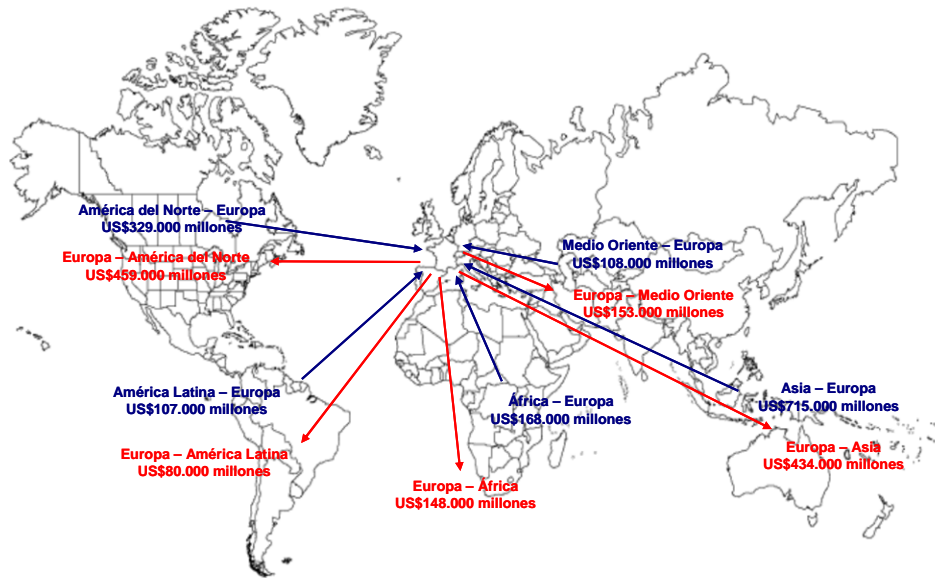 América del Norte – Europa
US$329.000 millones
Europa – América del Norte
US$459.000 millones
Medio Oriente – Europa
US$108.000 millones
Europa – Medio Oriente
US$153.000 millones
América Latina – Europa
US$107.000 millones
África – Europa
US$168.000 millones
Asia – Europa
US$715.000 millones
Europa – América Latina
US$80.000 millones
Europa – África
US$148.000 millones
Europa – Asia
US$434.000 millones